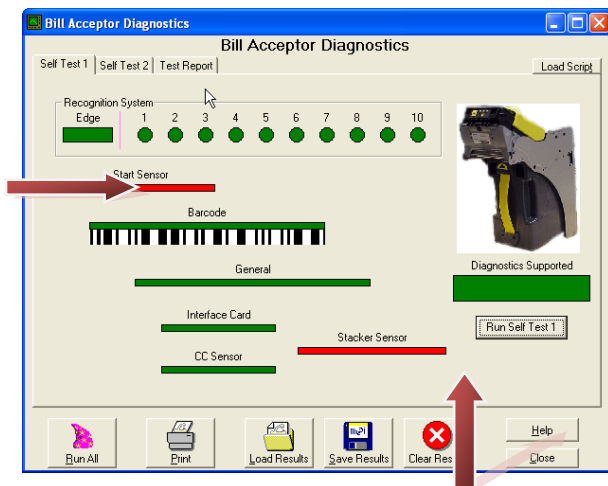 Bill Acceptor Diagnostics
Bill Acceptor Diagnostics
Self Test 1 Self Test 2 Test Report Load Script
Recognition System
Edge 1 2 3 4 5 6 7 8 9 10
Start Sensor
Barcode
General
Diagnostics Supported
Interface Card
Run Self Test 1
Stacker Sensor
CC Sensor
Run All Print Load Results Save Results Clear Res
Help
Close